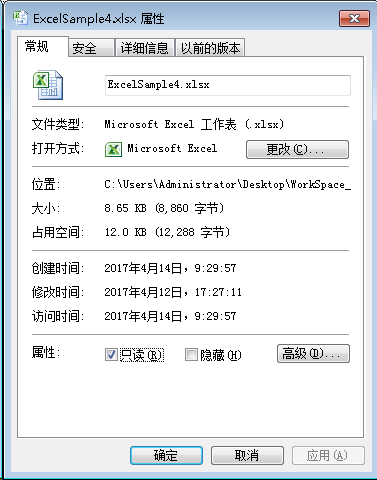 ExcelSample4.xlsx 属性
常规 安全 详细信息 以前的版本
ExcelSample4.xlsx
文件类型: Microsoft Excel 工作表 (.xlsx)
打开方式: Microsoft Excel 更改(C)...
位置: C:\Users\Administrator\Desktop\WorkSpace_
大小: 8.65 KB (8,860 字节)
占用空间: 12.0 KB (12,288 字节)
创建时间: 2017年4月14日，9:29:57
修改时间: 2017年4月12日，17:27:11
访问时间: 2017年4月14日，9:29:57
属性: 只读(R) 隐藏(H) 高级(D)...
确定 取消 应用(A)